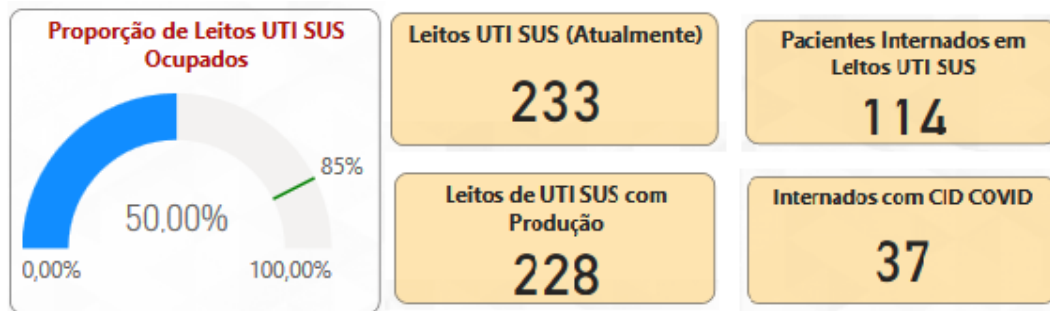 Proporção de Leitos UTI SUS
Ocupados
85%
50,00%
0,00%
100,00%
Leitos UTI SUS (Atualmente)
233
Pacientes Internados em
Leitos UTI SUS
114
Leitos de UTI SUS com
Produção
228
Internados com CID COVID
37